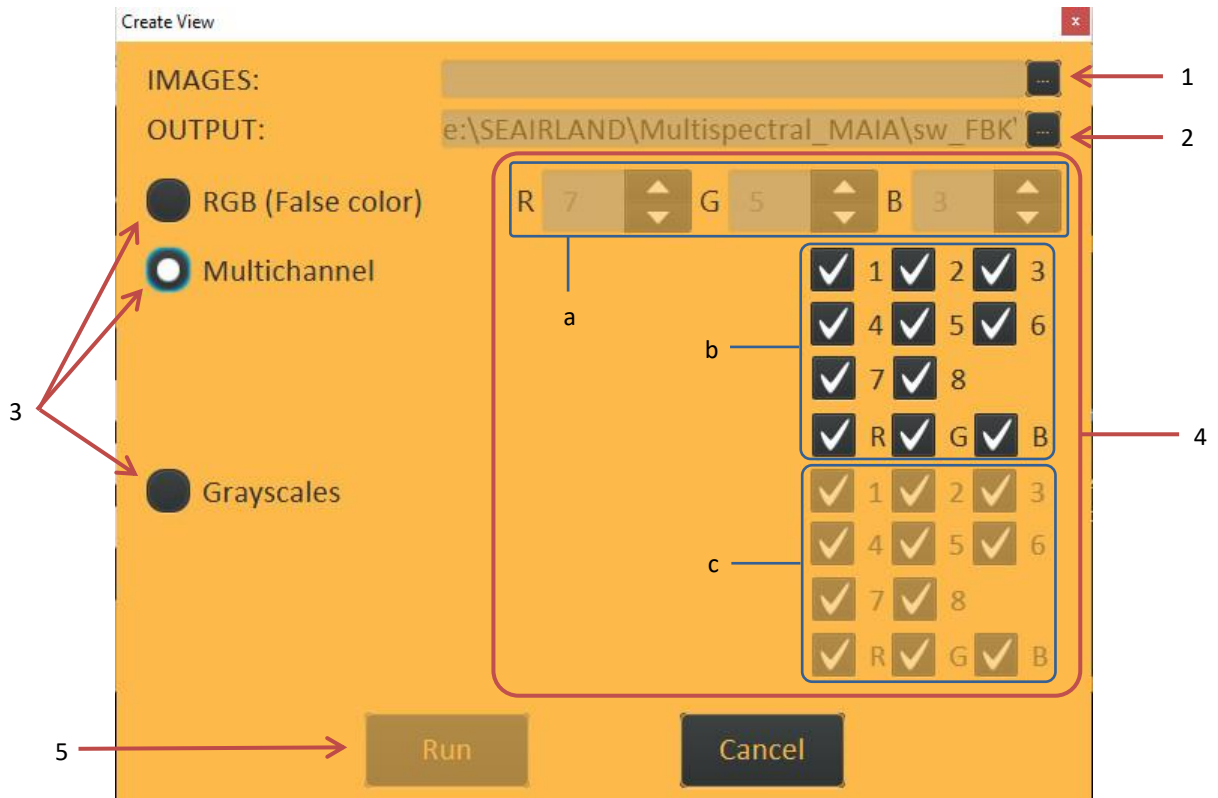 Create View
x
IMAGES: ... 1
OUTPUT: e:\SEAIRLAND\Multispectral_MAIA\sw_FBK\ ... 2
RGB (False color) R 7 G 5 B 3
Multichannel 1 2 3
a
4 5 6
b
7 8
3
R G B 4
Grayscales 1 2 3
4 5 6
c
7 8
R G B
5 Run Cancel